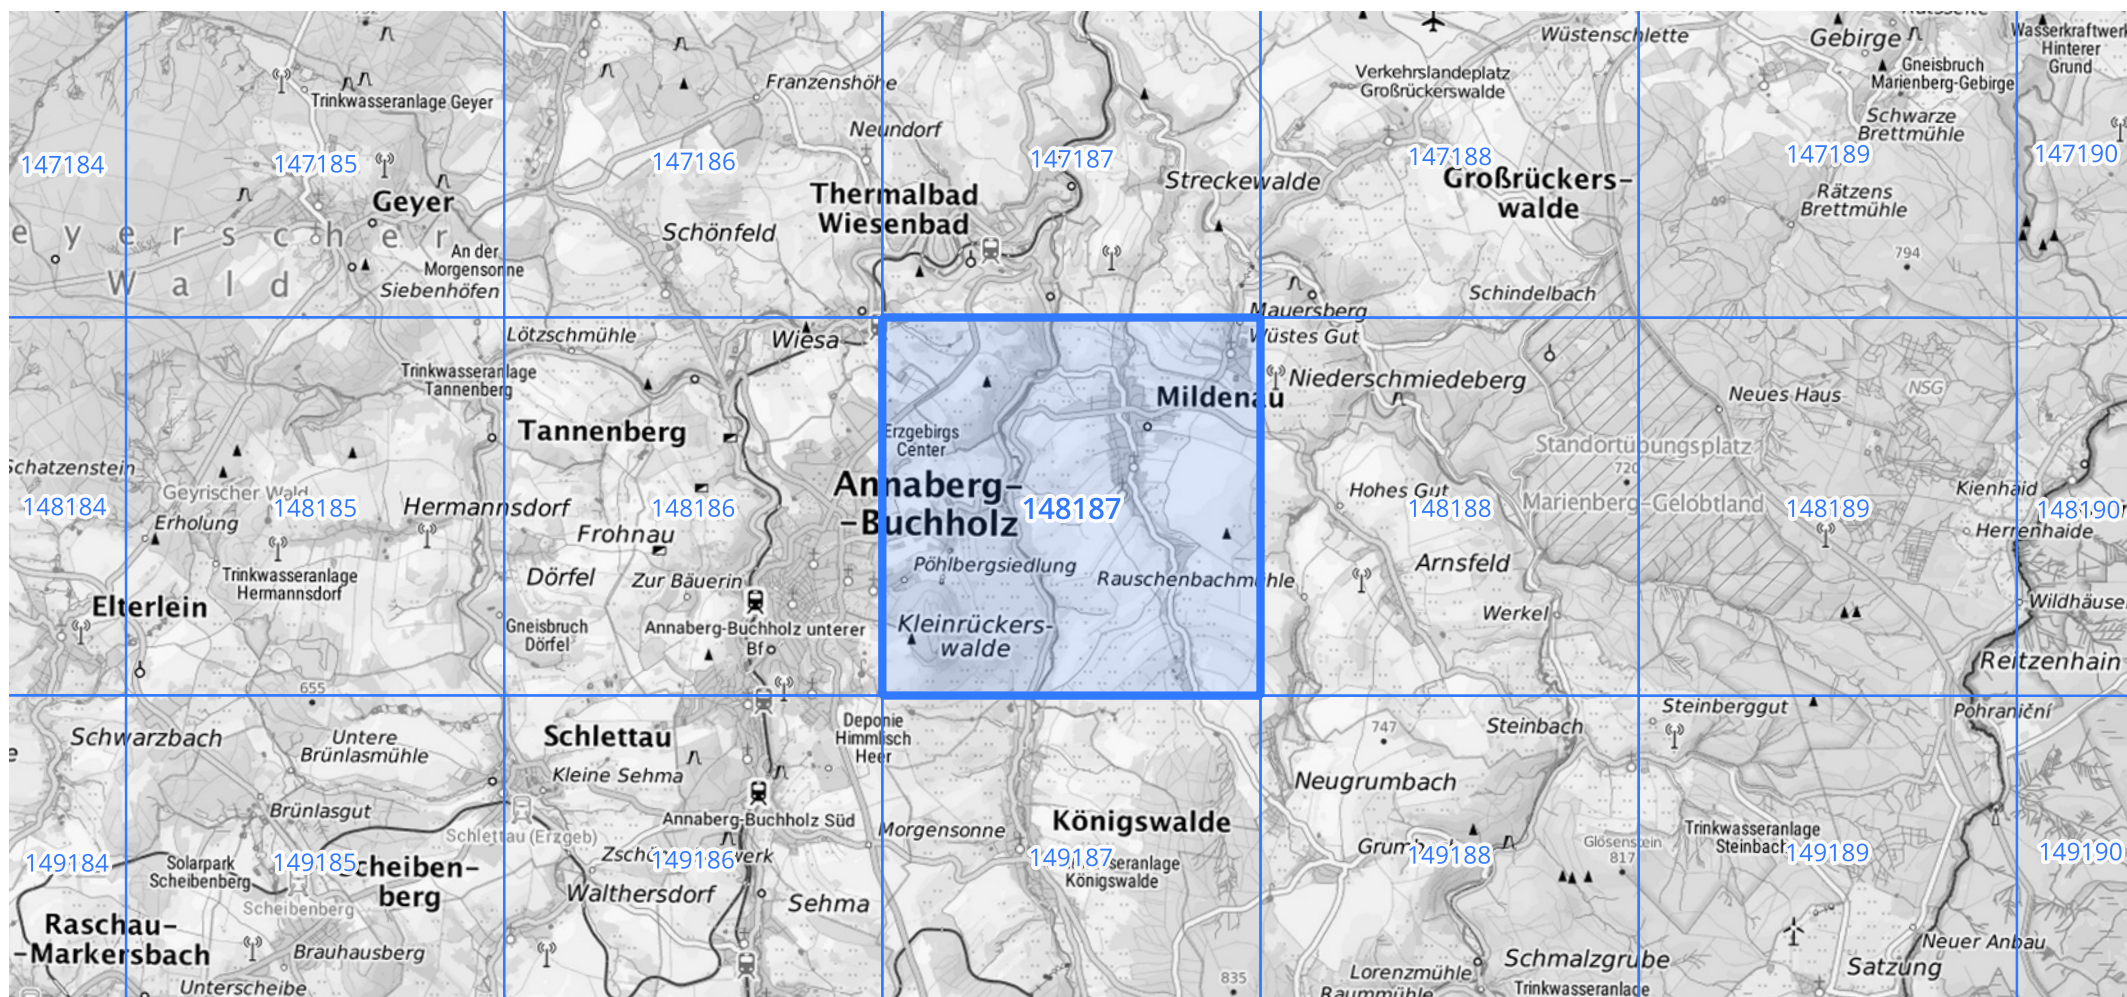 Gebirge
Wasserkraftwerk
Hinterer
Grund
Wüstenschlette
Gneisbruch
Marienberg-Gebirge
Franzenshöhe
Verkehrslandeplatz
Großrückerswalde
Trinkwasseranlage Geyer
Schwarze
Brettmühle
Neundorf
147184
147185
147186
147187
147188
147189
147190
Geyer
Thermalbad
Wiesenbad
Streckewalde
Großrückers-
walde
Rätzens
Brettmühle
Schönfeld
eyerscher
Wald
An der
Morgensonne
Siebenhöfen
794
Schindelbach
Mauersberg
Lötzschmühle
Wiesa
Wüstes Gut
Trinkwasseranlage
Tannenberg
Niederschmiedeberg
Neues Haus
NSG
Mildenau
Tannenberg
Erzgebirgs
Center
Standortübungsplatz
720
Marienberg-Gelobtland
Schatzenstein
Geyrischer Wald
Erholung
Hermannsdorf
Annaberg-
-Buchholz
Hohes Gut
Kienhaid
Herrenhaide
148184
148185
148186
148187
148188
148189
148190
Frohnau
Trinkwasseranlage
Hermannsdorf
Dörfel
Zur Bäuerin
Pöhlbergsiedlung
Rauschenbachmühle
Arnsfeld
Elterlein
Gneisbruch
Dörfel
Annaberg-Buchholz unterer
Bf
Kleinrückers-
walde
Werkel
Wildhäuser
Reitzenhain
655
Schwarzbach
Untere
Brünlasmühle
Schlettau
Kleine Sehma
Deponie
Himmlisch
Heer
747
Steinbach
Steinberggut
Pohraniční
Neugrumbach
Brünlasgut
Schlettau (Erzgeb)
Annaberg-Buchholz Süd
Morgensonne
Königswalde
Trinkwasseranlage
Steinbach
Glösenstein
817
149184
149185
149186
149187
149188
149189
149190
Solarpark
Scheibenberg
Scheiben-
berg
Scheibenberg
Walthersdorf
Sehma
Königswalde
Raschau-
-Markersbach
Brauhausberg
Unterscheibe
835
Lorenzmühle
Raummühle
Schmalzgrube
Trinkwasseranlage
Neuer Anbau
Satzung